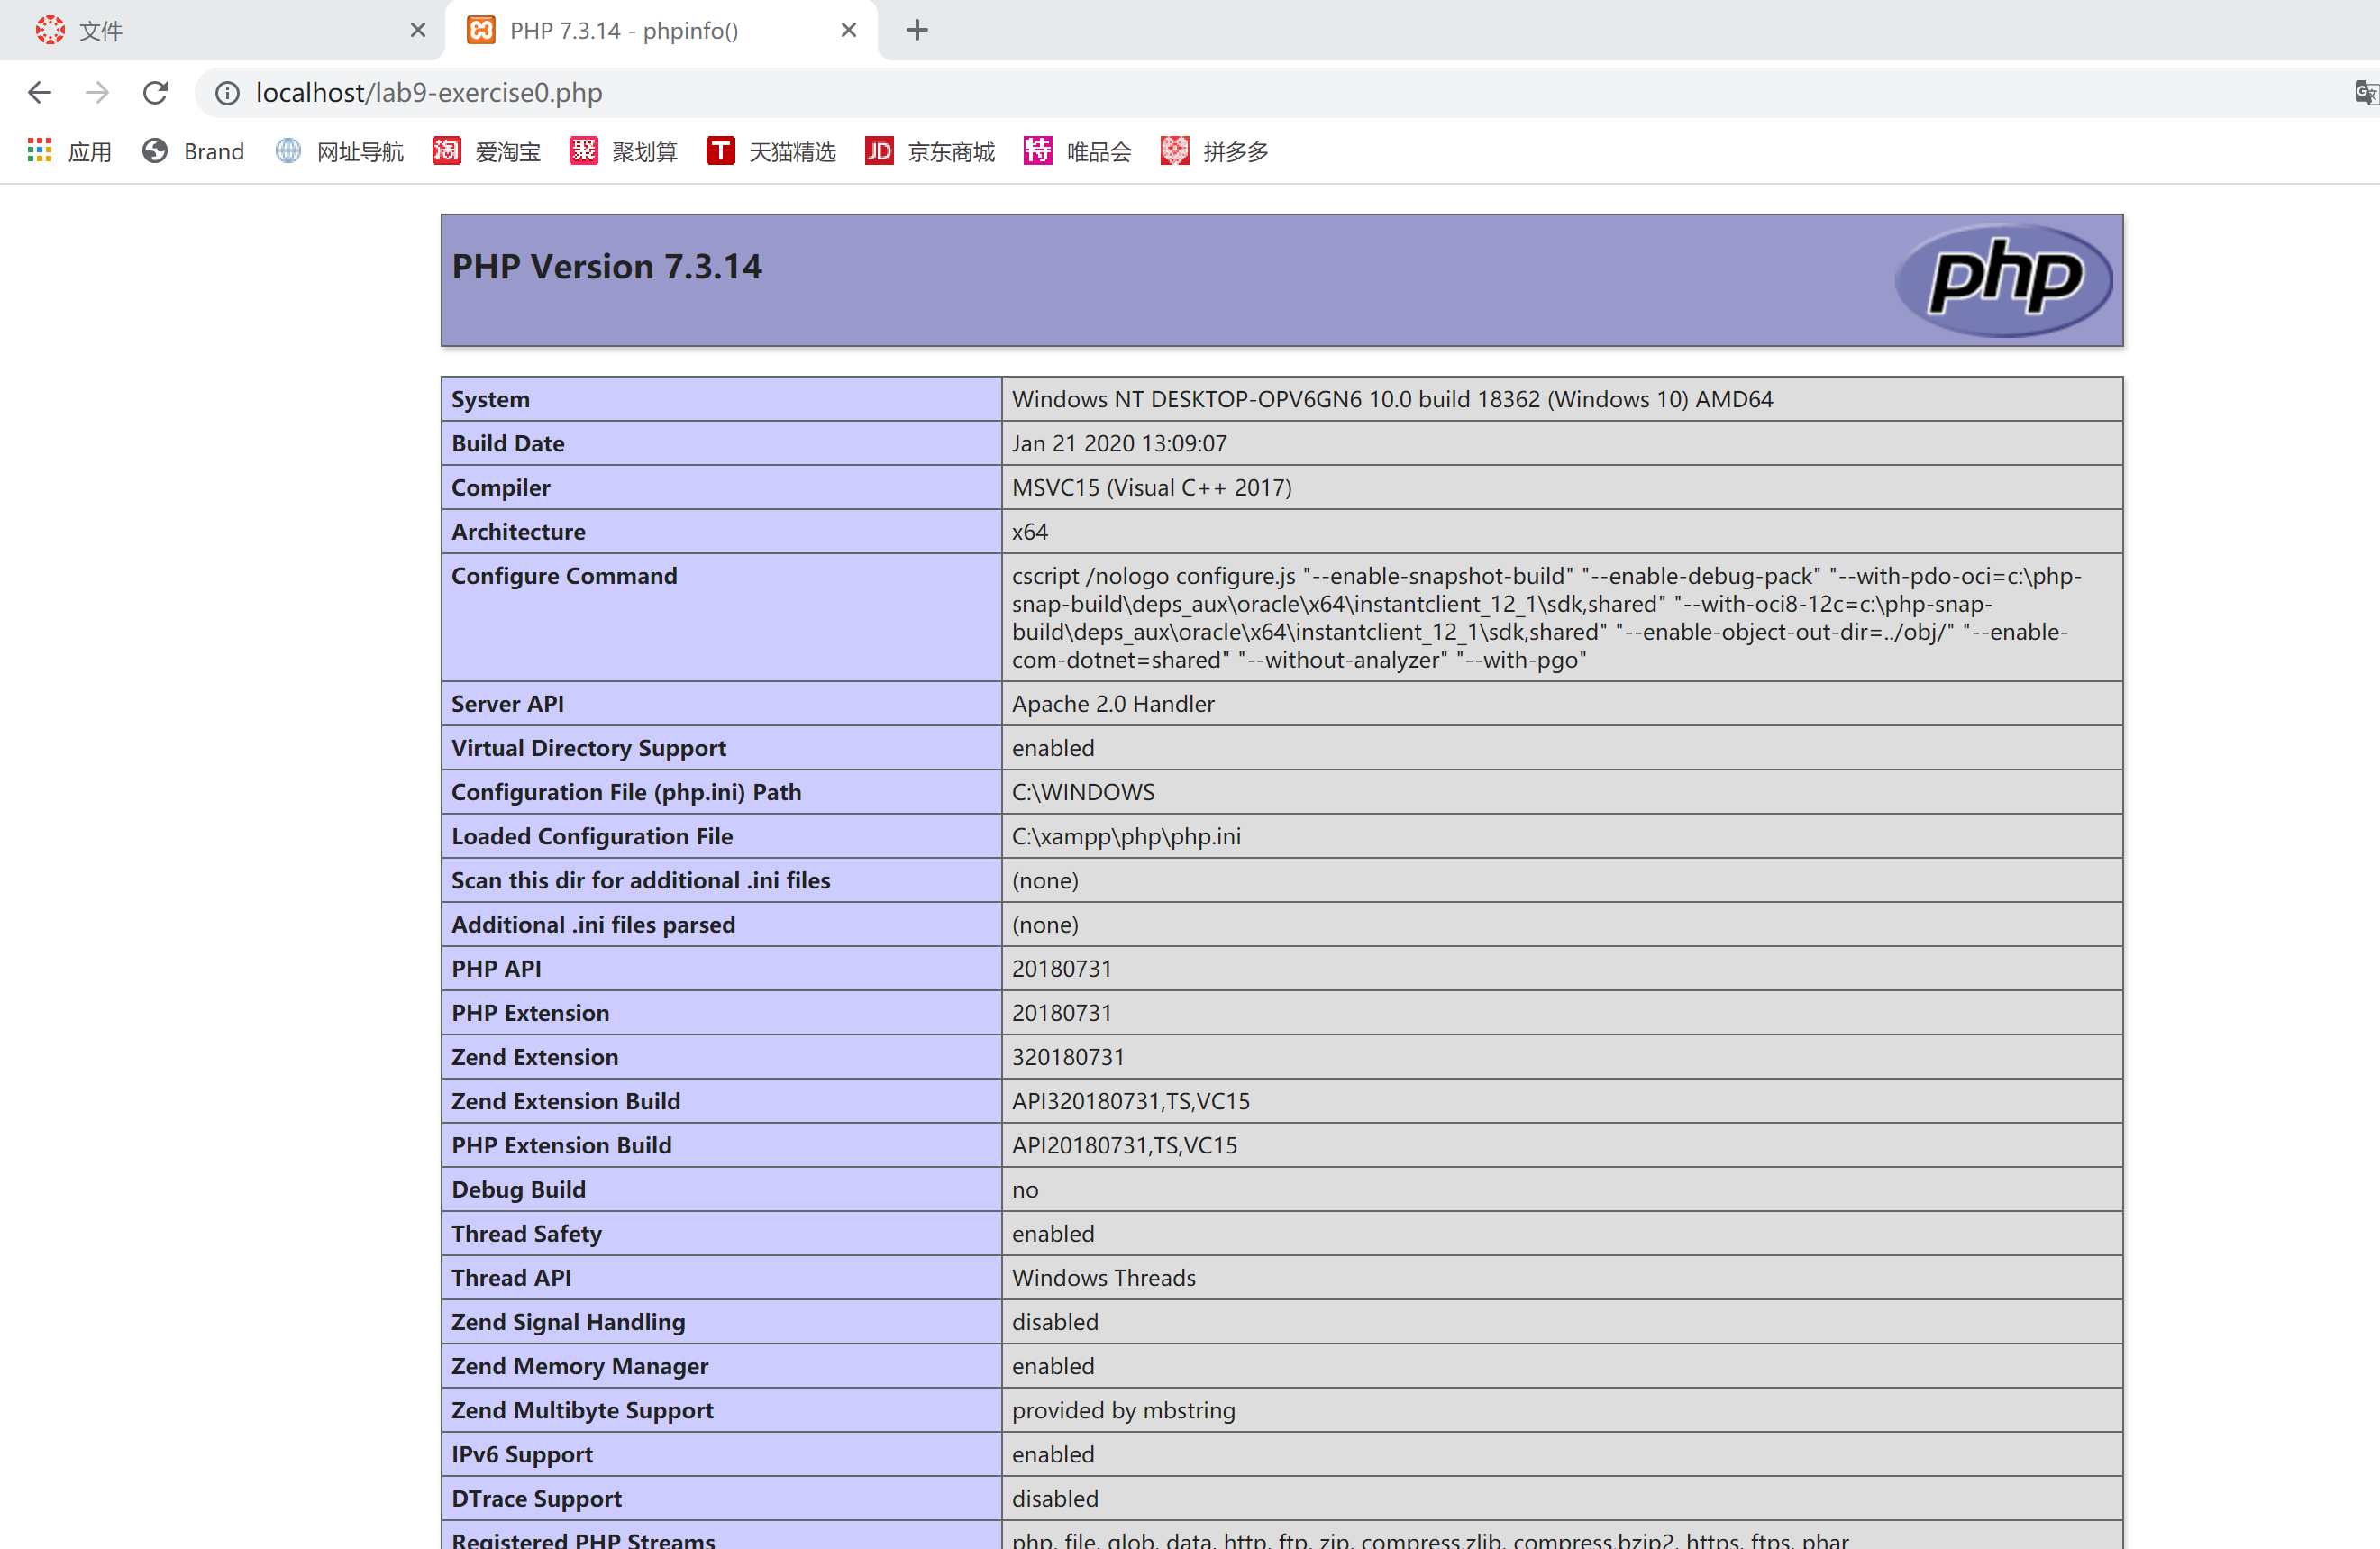 文件
PHP 7.3.14 - phpinfo()
localhost/lab9-exercise0.php
应用 Brand 网址导航 淘 爱淘宝 聚 聚划算 T 天猫精选 JD 京东商城 特 唯品会 拼多多
PHP Version 7.3.14
php
System Windows NT DESKTOP-OPV6GN6 10.0 build 18362 (Windows 10) AMD64
Build Date Jan 21 2020 13:09:07
Compiler MSVC15 (Visual C++ 2017)
Architecture x64
Configure Command cscript /nologo configure.js "--enable-snapshot-build" "--enable-debug-pack" "--with-pdo-oci=c:\php-
snap-build\deps_aux\oracle\x64\instantclient_12_1\sdk,shared" "--with-oci8-12c=c:\php-snap-
build\deps_aux\oracle\x64\instantclient_12_1\sdk,shared" "--enable-object-out-dir=../obj/" "--enable-
com-dotnet=shared" "--without-analyzer" "--with-pgo"
Server API Apache 2.0 Handler
Virtual Directory Support enabled
Configuration File (php.ini) Path C:\WINDOWS
Loaded Configuration File C:\xampp\php\php.ini
Scan this dir for additional .ini files (none)
Additional .ini files parsed (none)
PHP API 20180731
PHP Extension 20180731
Zend Extension 320180731
Zend Extension Build API320180731,TS,VC15
PHP Extension Build API20180731,TS,VC15
Debug Build no
Thread Safety enabled
Thread API Windows Threads
Zend Signal Handling disabled
Zend Memory Manager enabled
Zend Multibyte Support provided by mbstring
IPv6 Support enabled
DTrace Support disabled
Registered PHP Streams php, file, glob, data, http, ftp, zip, compress.zlib, compress.bzip2, https, ftps, phar